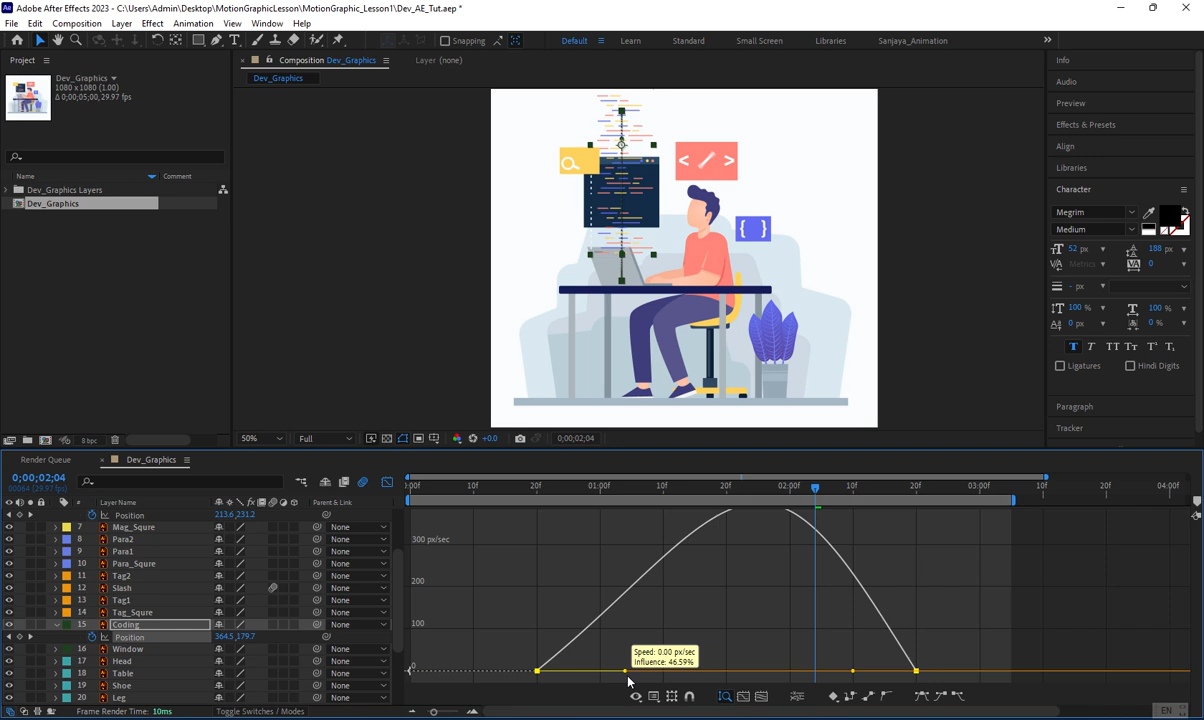 Adobe After Effects 2023 - C:\Users\Admin\Desktop\MotionGraphicLesson\MotionGraphic_Lesson1\Dev_AE_Tut.aep *
File Edit Composition Layer Effect Animation View Window Help
Snapping Default Learn Standard Small Screen Libraries Sanjaya_Animation
Project
Composition Dev_Graphics Layer (none)
Dev_Graphics
Dev_Graphics
1080 x 1080 (1.00)
Δ 0;00;05;00, 29.97 fps
Name Comment
Dev_Graphics Layers
Dev_Graphics
8 bpc
50% Full +0.0 0;00;02;04
Info
Audio
Preview
Effects & Presets
Align
Libraries
Character
Megrim
Medium
52 px 188 px
Metrics 0
- px
100 % 100 %
0 px 0 %
Ligatures Hindi Digits
Paragraph
Tracker
Render Queue Dev_Graphics
0;00;02;04
00064 (29.97 fps)
# Layer Name Parent & Link
:00f 10f 20f 01:00f 10f 20f 02:00f 10f 20f 03:00f 10f 20f 04:00f
Position 213.6,231.2
7 Mag_Squre None
8 Para2 None
9 Para1 None
10 Para_Squre None
11 Tag2 None
12 Slash None
13 Tag1 None
14 Tag_Squre None
15 Coding None
Position 364.5,179.7
16 Window None
17 Head None
18 Table None
19 Shoe None
20 Leg None
300 px/sec
200
100
0
Speed: 0.00 px/sec
Influence: 46.59%
Frame Render Time: 10ms Toggle Switches / Modes
EN